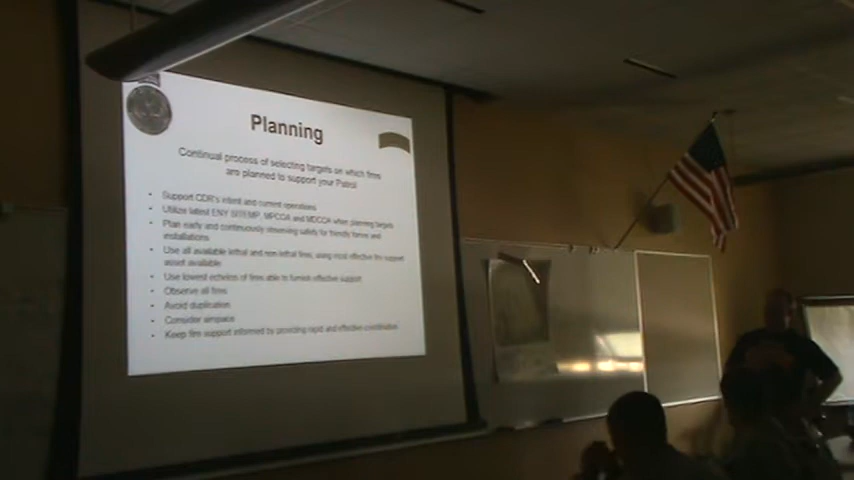 Planning
Continual process of selecting targets on which fires
are planned to support your Patrol
• Support CDR's intent and current operations
• Utilize latest ENY SITEMP, MPCOA and MDCOA when planning targets
• Plan early and continuously observing safety for friendly forces and
installations
• Use all available lethal and non-lethal fires, using most effective fire support
asset available
• Use lowest echelon of fires able to furnish effective support
• Observe all fires
• Avoid duplication
• Consider airspace
• Keep fire support informed by providing rapid and effective coordination